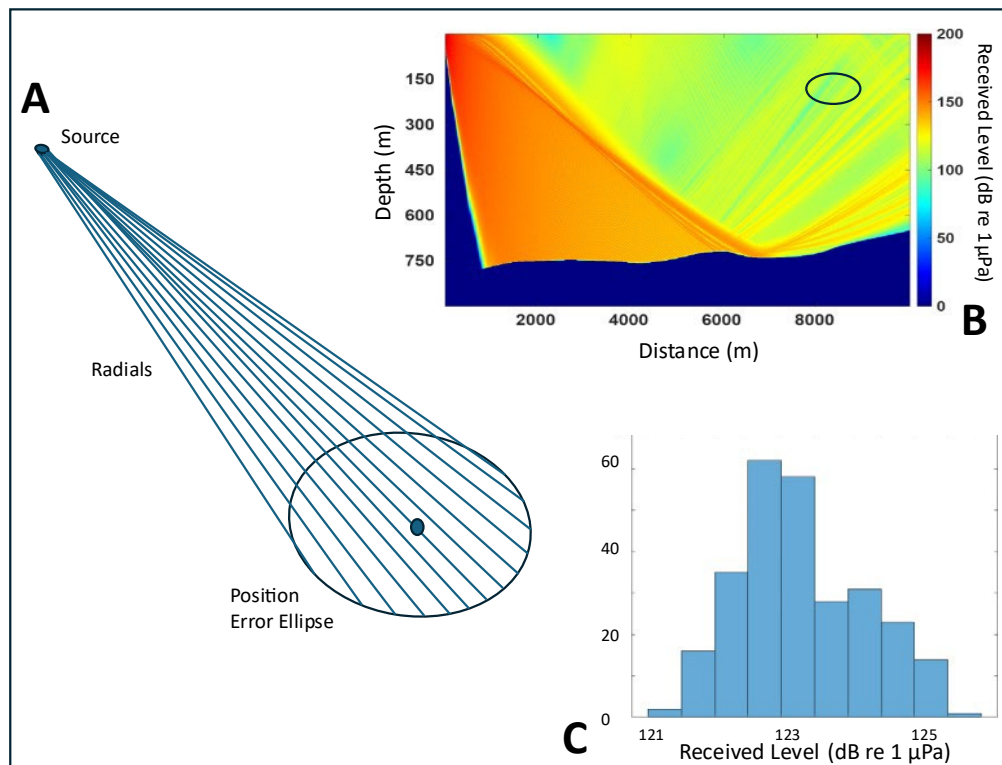 A
Source
Radials
Position
Error Ellipse
150
300
450
600
750
Depth (m)
2000
4000
6000
8000
Distance (m)
200
150
100
50
0
Received Level (dB re 1 µPa)
B
60
40
20
0
121
123
125
Received Level (dB re 1 µPa)
C